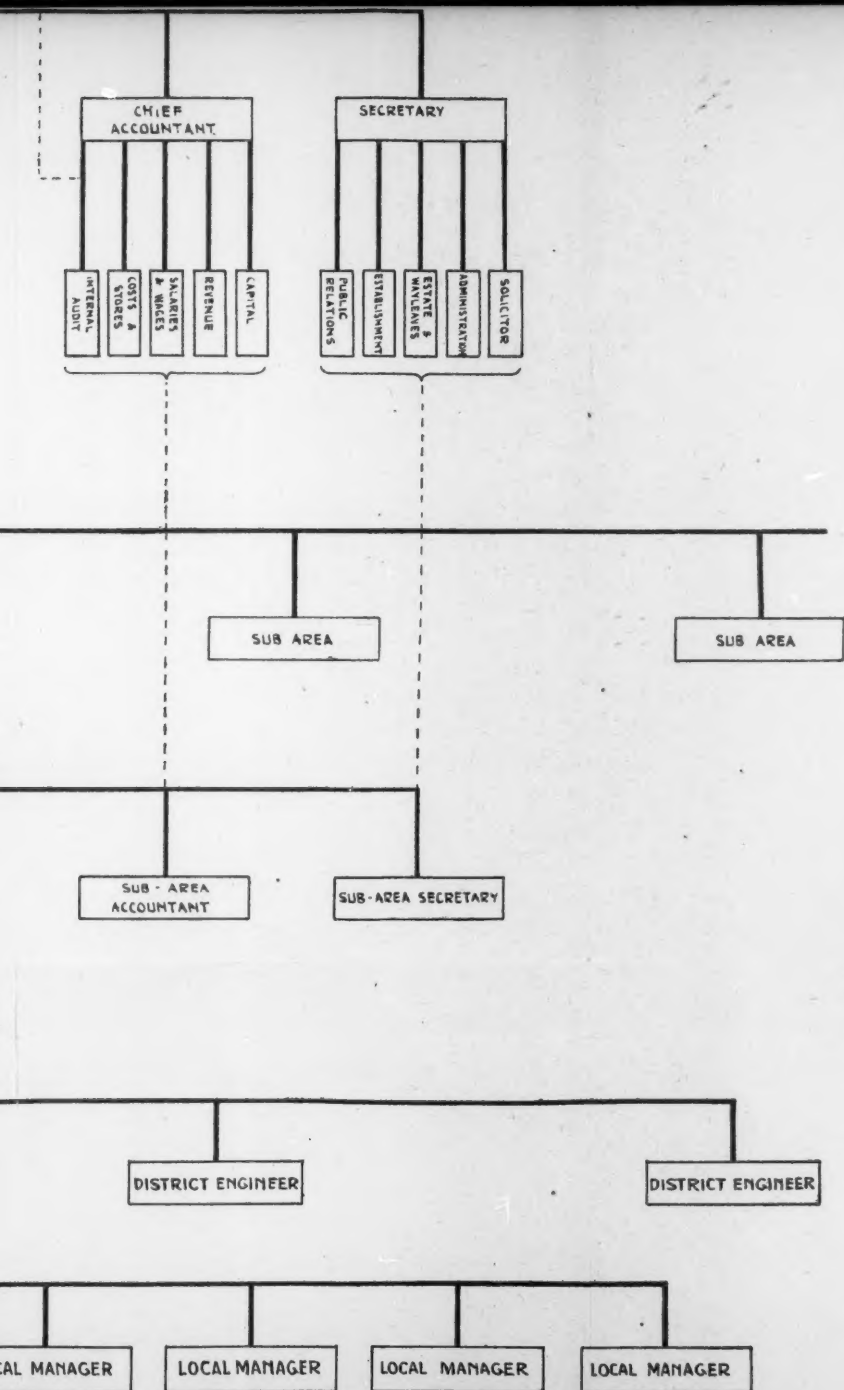 CHIEF
ACCOUNTANT
SECRETARY
INTERNAL
AUDIT
COSTS &
STORES
SALARIES
& WAGES
REVENUE
CAPITAL
PUBLIC
RELATIONS
ESTABLISHMENT
ESTATE &
WAYLEAVES
ADMINISTRATION
SOLICITOR
SUB AREA
SUB AREA
SUB - AREA
ACCOUNTANT
SUB-AREA SECRETARY
DISTRICT ENGINEER
DISTRICT ENGINEER
CAL MANAGER
LOCAL MANAGER
LOCAL MANAGER
LOCAL MANAGER